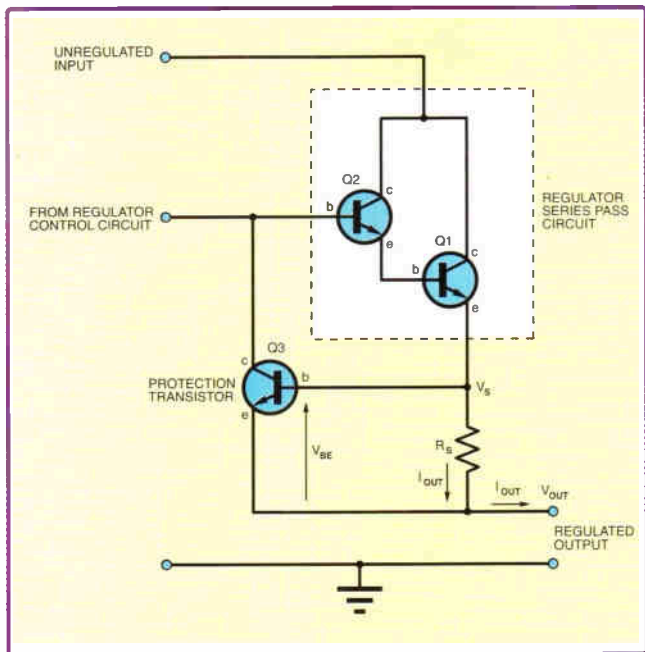 UNREGULATED
INPUT
Q2
c
b
e
FROM REGULATOR
CONTROL CIRCUIT
REGULATOR
SERIES PASS
CIRCUIT
Q1
c
b
e
Q3
c
b
e
PROTECTION
TRANSISTOR
VS
VBE
RS
IOUT
IOUT
VOUT
REGULATED
OUTPUT